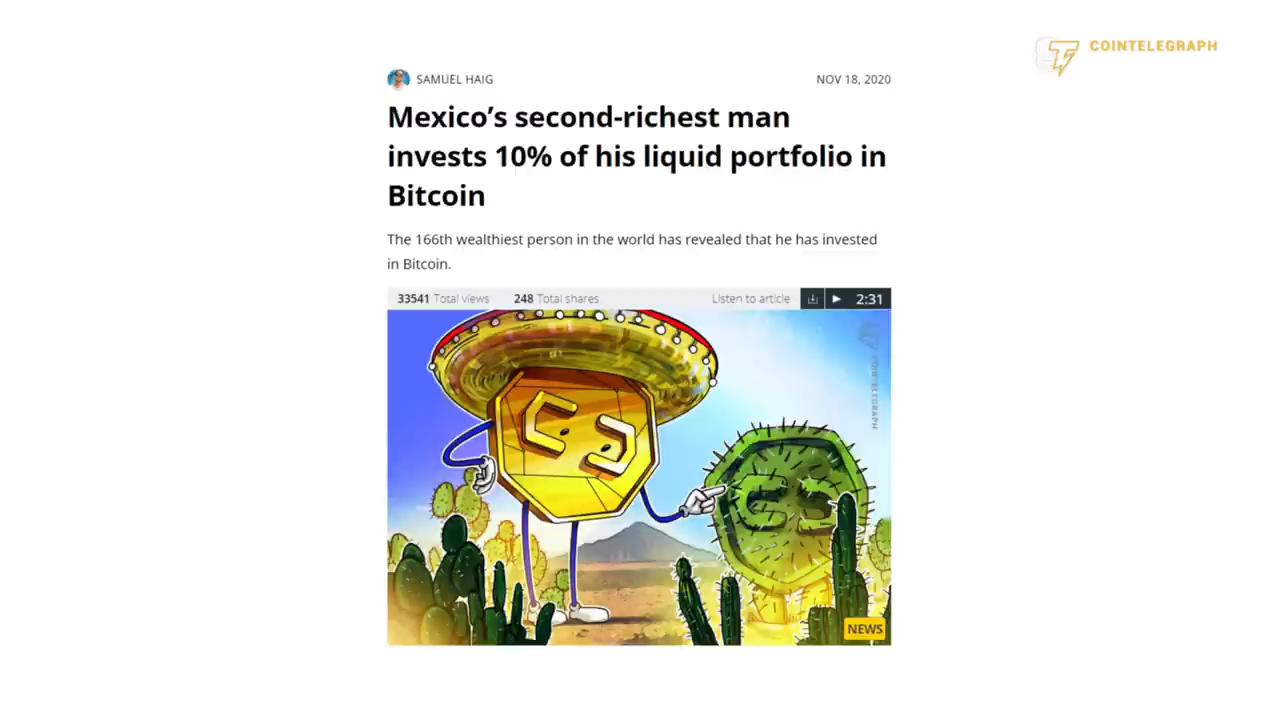 COINTELEGRAPH
SAMUEL HAIG
NOV 18, 2020
Mexico’s second-richest man
invests 10% of his liquid portfolio in
Bitcoin
The 166th wealthiest person in the world has revealed that he has invested
in Bitcoin.
33541 Total views 248 Total shares Listen to article 2:31
COINTELEGRAPH
NEWS